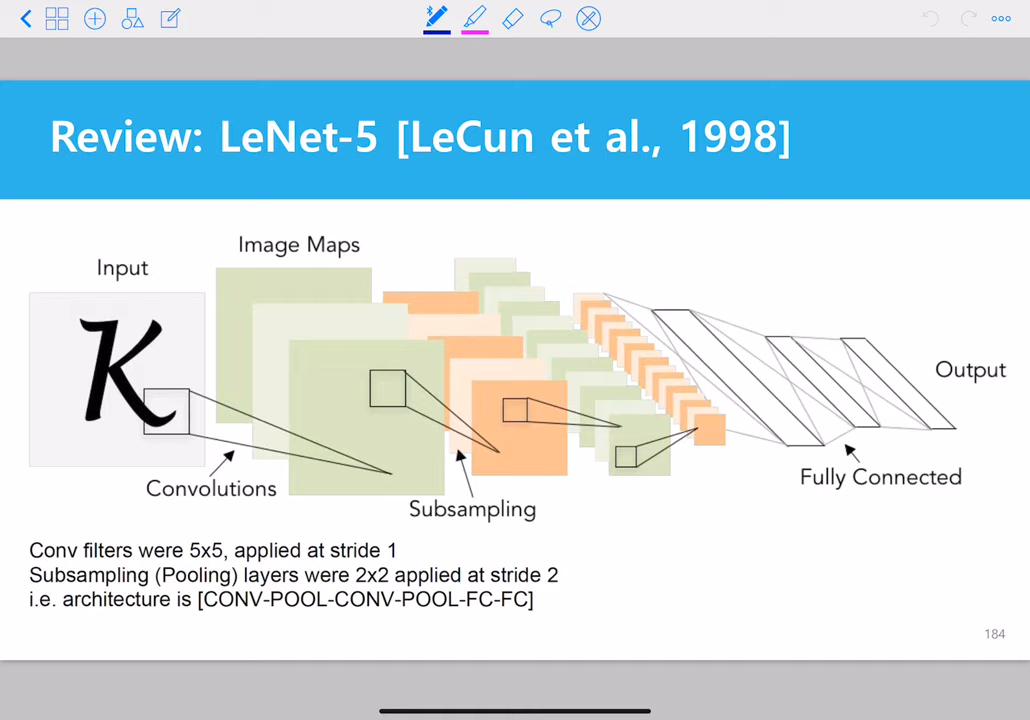 Review: LeNet-5 [LeCun et al., 1998]
Image Maps
Input
K
Output
Fully Connected
Convolutions
Subsampling
Conv filters were 5x5, applied at stride 1
Subsampling (Pooling) layers were 2x2 applied at stride 2
i.e. architecture is [CONV-POOL-CONV-POOL-FC-FC]
184